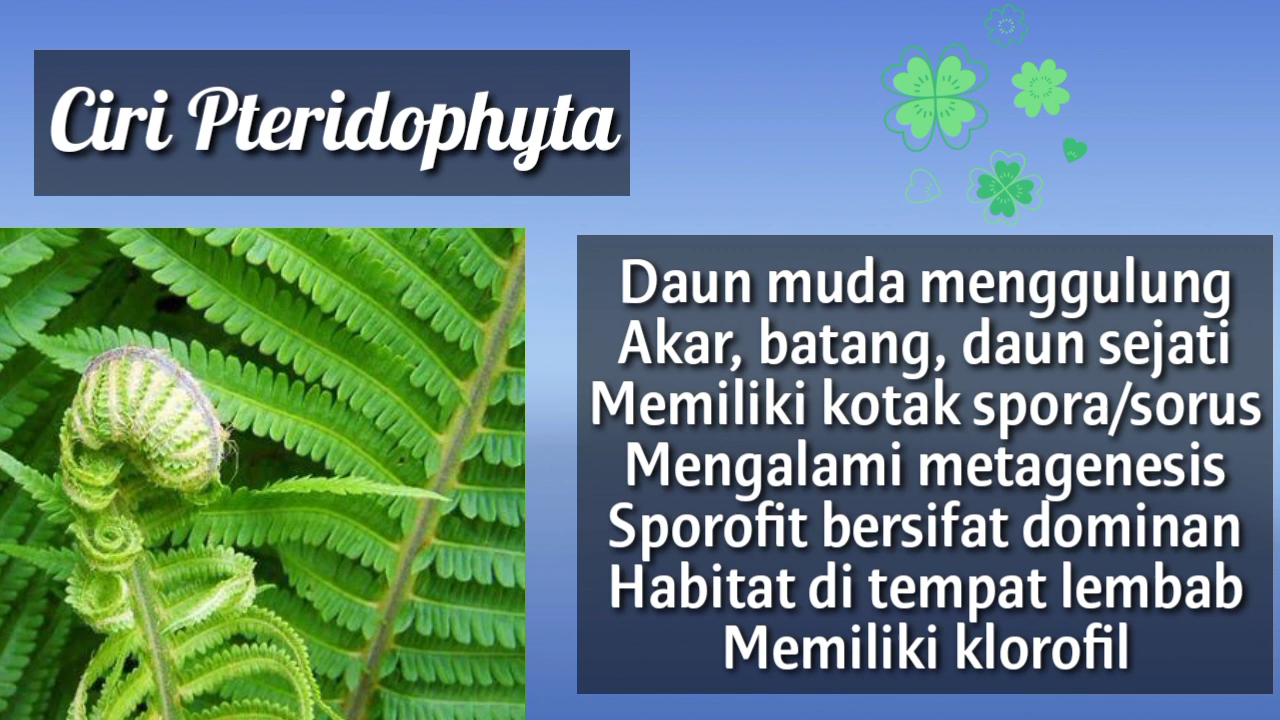 Ciri Pteridophyta
Daun muda menggulung
Akar, batang, daun sejati
Memiliki kotak spora/sorus
Mengalami metagenesis
Sporofit bersifat dominan
Habitat di tempat lembab
Memiliki klorofil